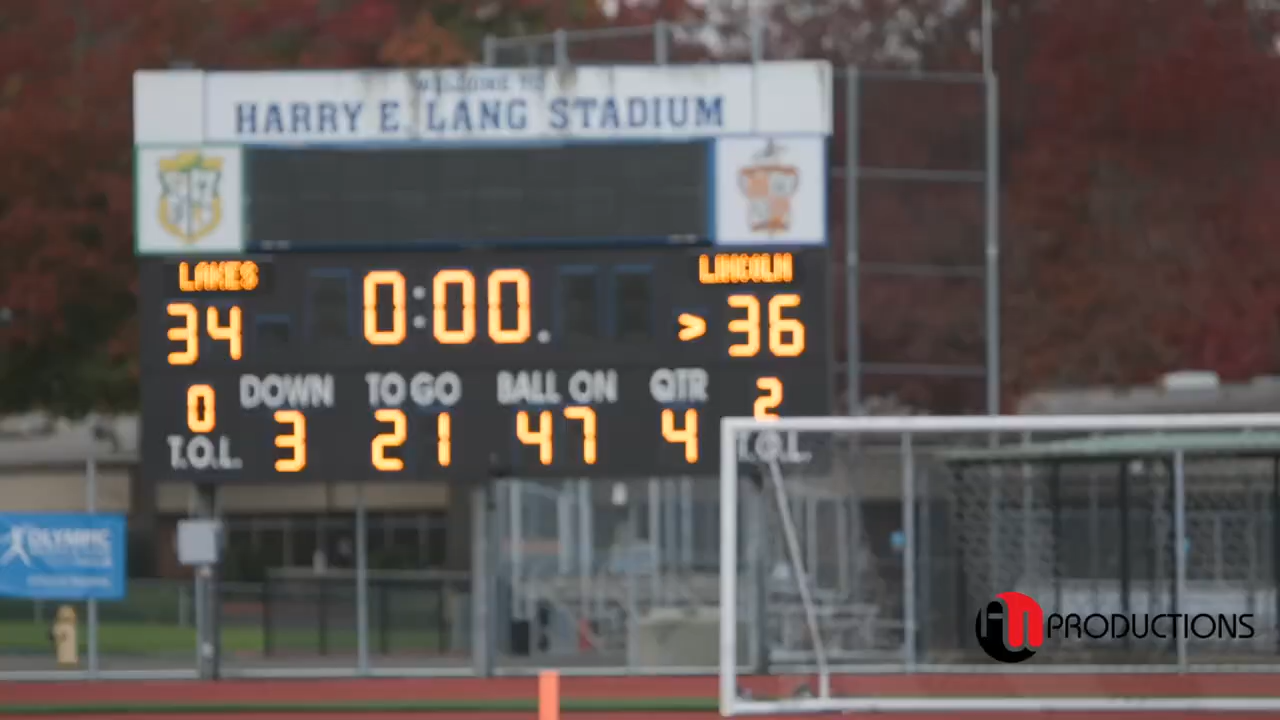 WELCOME TO
HARRY E. LANG STADIUM
LAKES 0:00. LINCOLN
34 > 36
0 DOWN TO GO BALL ON QTR 2
T.O.L. 3 21 47 4 T.O.L.
OLYMPIC
PRODUCTIONS